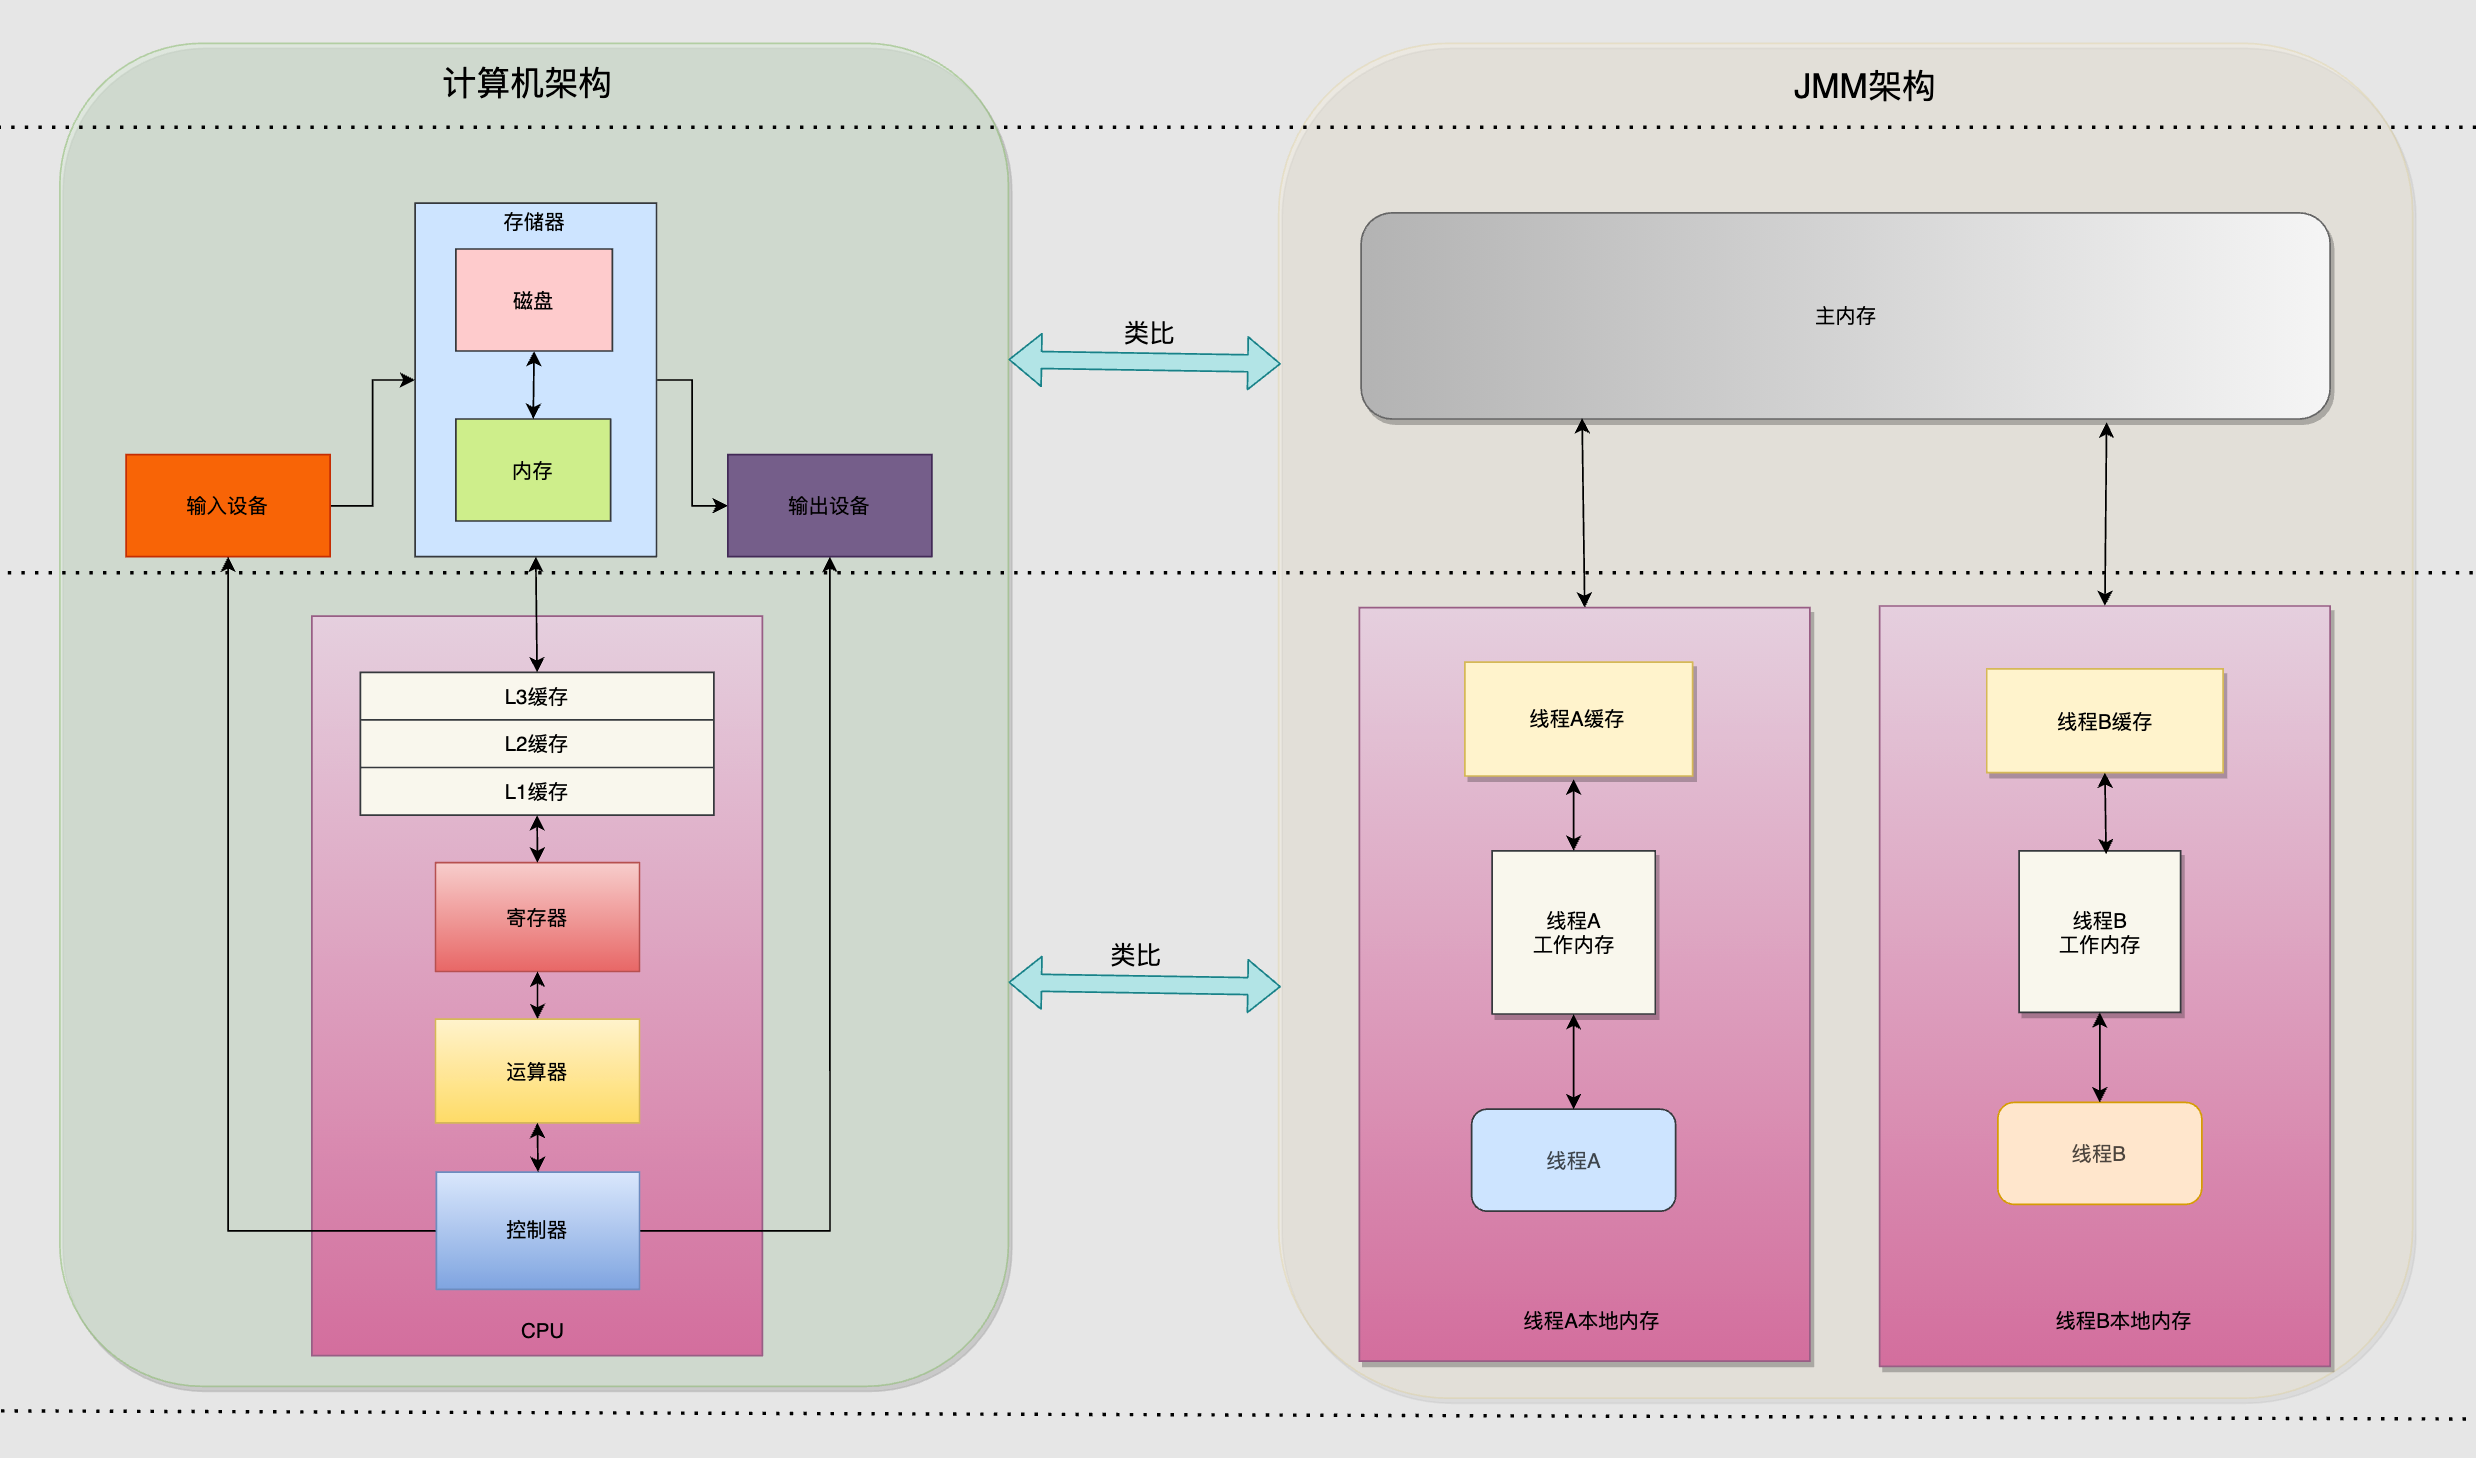 计算机架构
存储器
磁盘
内存
输入设备
输出设备
L3缓存
L2缓存
L1缓存
寄存器
运算器
控制器
CPU
类比
类比
JMM架构
主内存
线程A缓存
线程A
工作内存
线程A
线程A本地内存
线程B缓存
线程B
工作内存
线程B
线程B本地内存